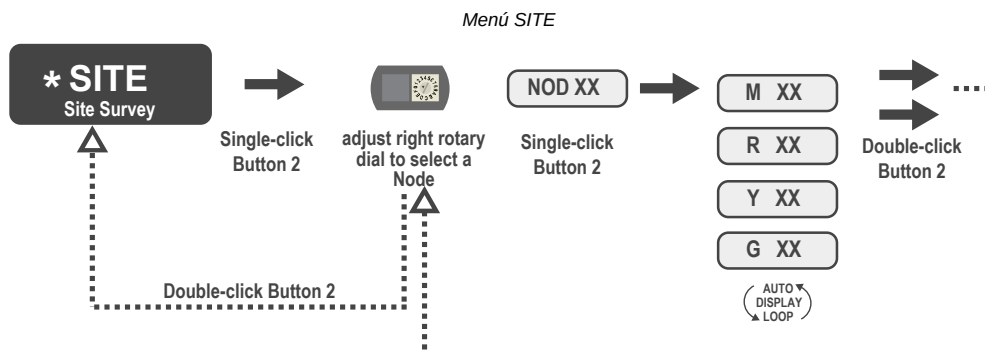 Menú SITE
* SITE
Site Survey
Single-click
Button 2
adjust right rotary
dial to select a
Node
NOD XX
Single-click
Button 2
M XX
R XX
Y XX
G XX
AUTO
DISPLAY
LOOP
Double-click
Button 2
Double-click Button 2